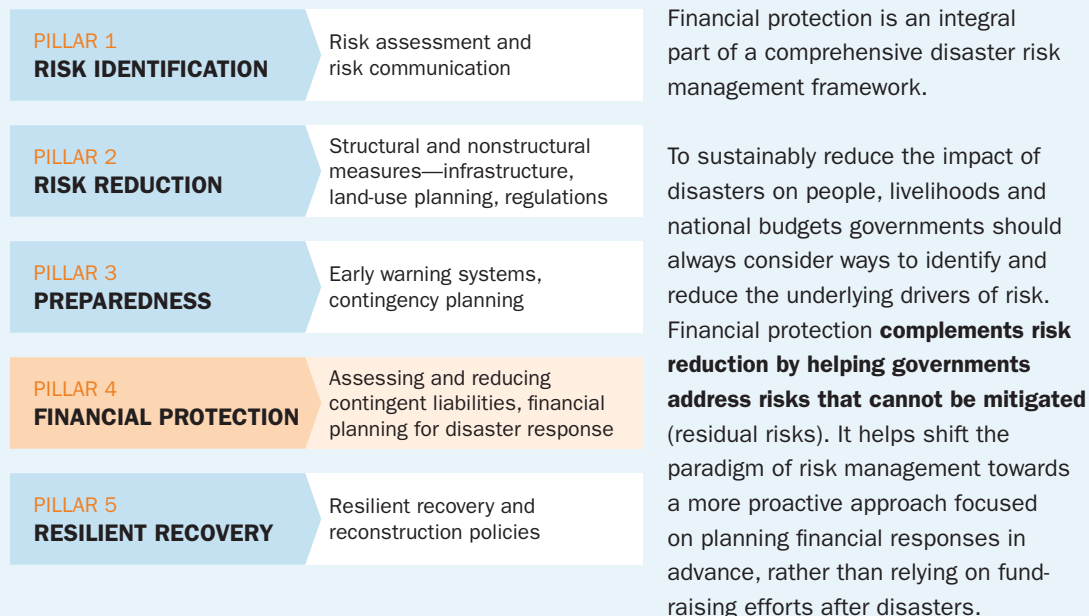 PILLAR 1
RISK IDENTIFICATION
Risk assessment and
risk communication
PILLAR 2
RISK REDUCTION
Structural and nonstructural
measures—infrastructure,
land-use planning, regulations
PILLAR 3
PREPAREDNESS
Early warning systems,
contingency planning
PILLAR 4
FINANCIAL PROTECTION
Assessing and reducing
contingent liabilities, financial
planning for disaster response
PILLAR 5
RESILIENT RECOVERY
Resilient recovery and
reconstruction policies
Financial protection is an integral
part of a comprehensive disaster risk
management framework.
To sustainably reduce the impact of
disasters on people, livelihoods and
national budgets governments should
always consider ways to identify and
reduce the underlying drivers of risk.
Financial protection complements risk
reduction by helping governments
address risks that cannot be mitigated
(residual risks). It helps shift the
paradigm of risk management towards
a more proactive approach focused
on planning financial responses in
advance, rather than relying on fund-
raising efforts after disasters.